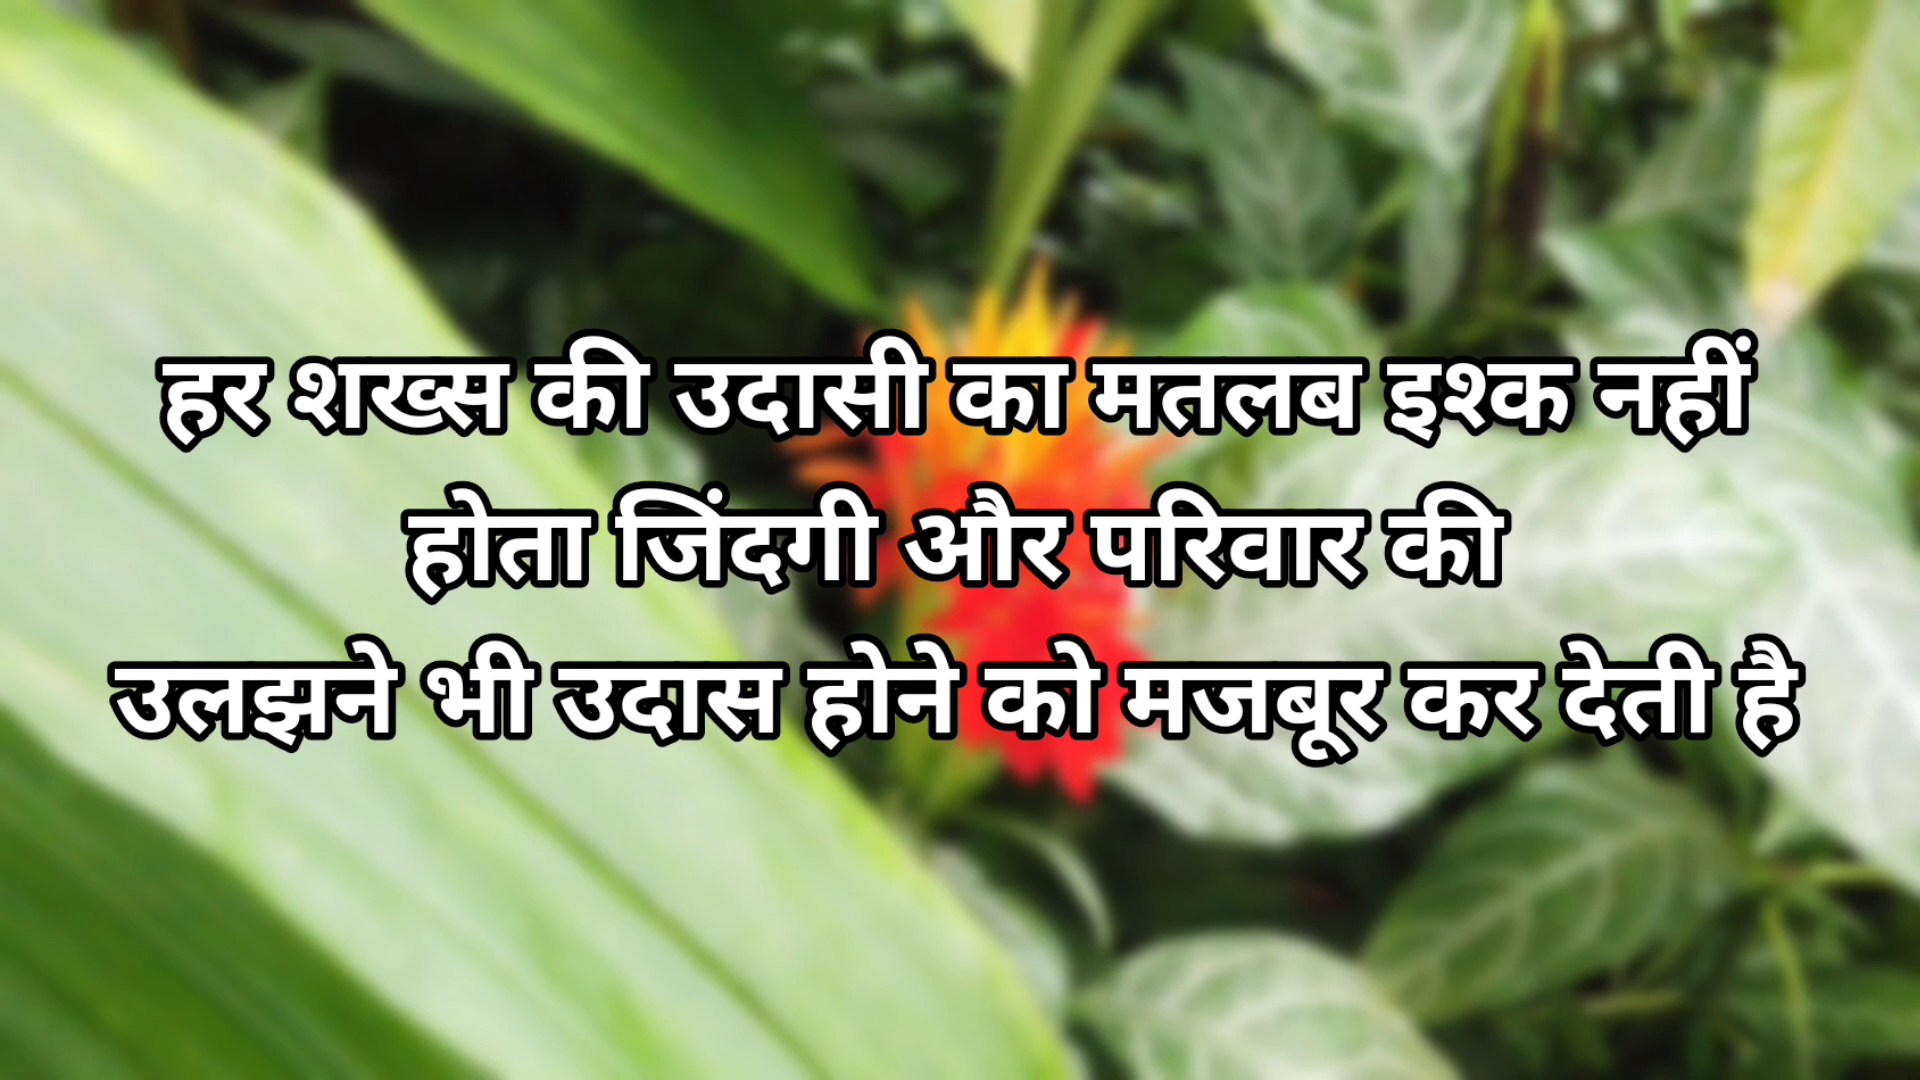 हर शख्स की उदासी का मतलब इश्क नहीं
होता जिंदगी और परिवार की
उलझने भी उदास होने को मजबूर कर देती है